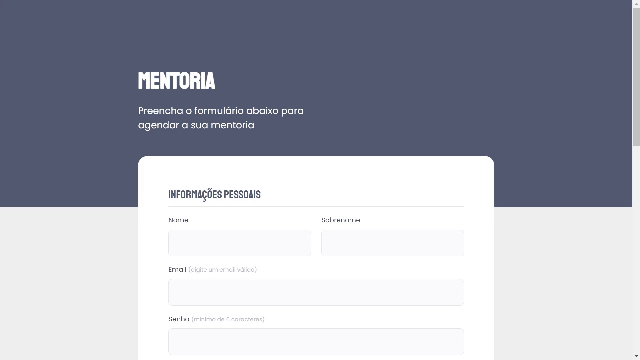 MENTORIA
Preencha o formulário abaixo para
agendar a sua mentoria
INFORMAÇÕES PESSOAIS
Nome
Sobrenome
Email (digite um email válido)
Senha (mínimo de 6 caracteres)